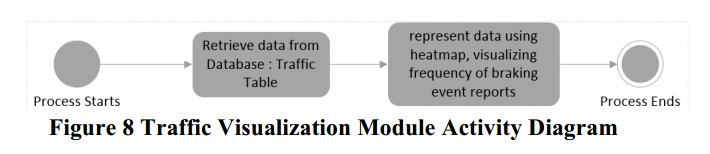 Process Starts
Retrieve data from
Database : Traffic
Table
represent data using
heatmap, visualizing
frequency of braking
event reports
Process Ends
Figure 8 Traffic Visualization Module Activity Diagram